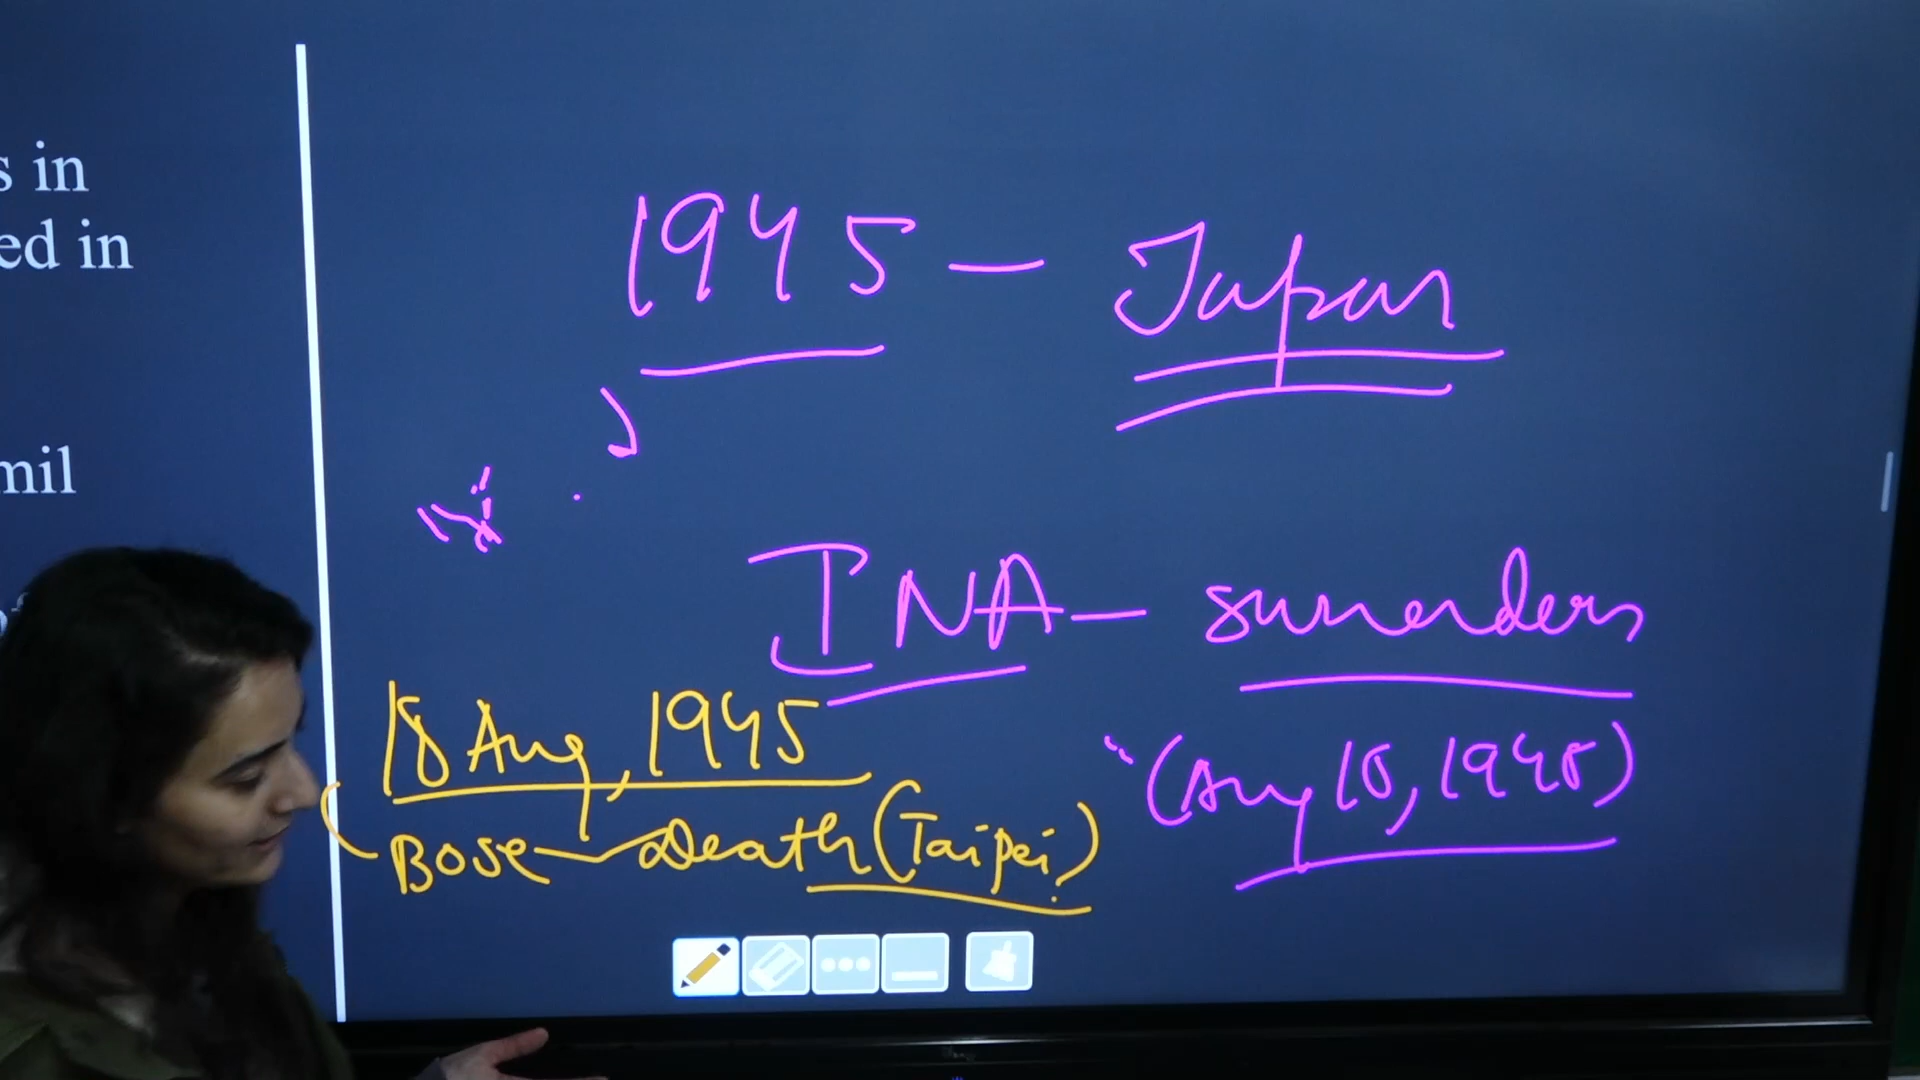 s in
ed in
mil
1945 - Japan
INA - surrenders
18 Aug, 1945
(Aug 15, 1945)
Bose - Death (Taipei)